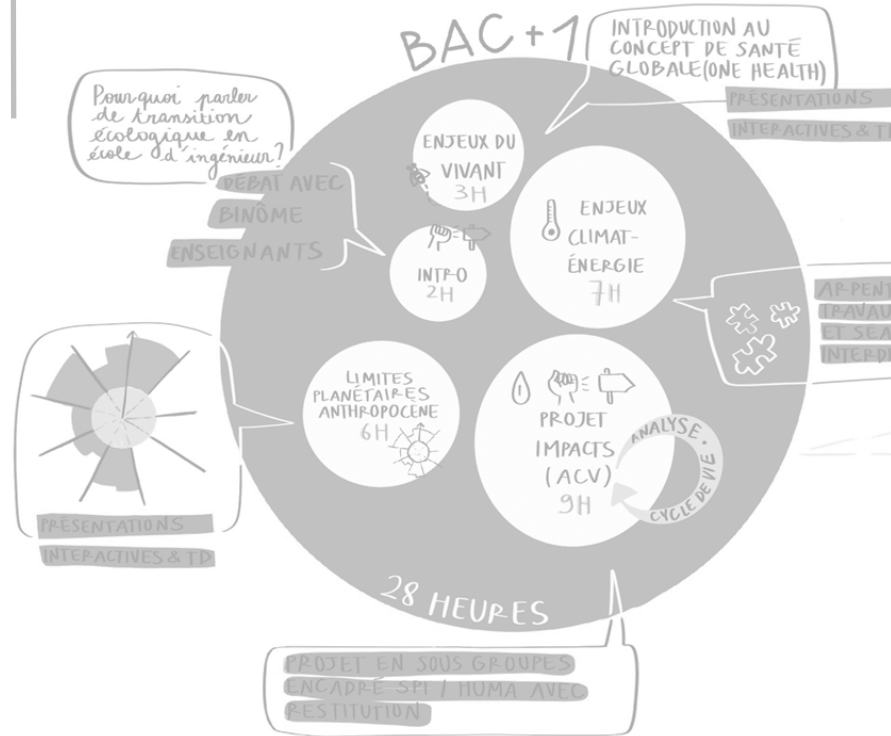 BAC+1
INTRODUCTION AU
CONCEPT DE SANTÉ
GLOBALE (ONE HEALTH)
PRÉSENTATIONS
INTERACTIVES &
Pourquoi parler
de transition
écologique en
école d'ingénieur?
DÉBAT AVEC
BINÔME
ENSEIGNANTS
ENJEUX DU
VIVANT
3H
ENJEUX
CLIMAT-
ÉNERGIE
7H
INTRO
2H
LIMITES
PLANÉTAIRES
ANTHROPOCÈNE
6H
PROJET
IMPACTS
(ACV)
9H
ANALYSE •
CYCLE DE VIE
PRÉSENTATIONS
INTERACTIVES & TD
28 HEURES
PROJET EN SOUS GROUPES
ENCADRÉ SPI / HUMA AVEC
RESTITUTION